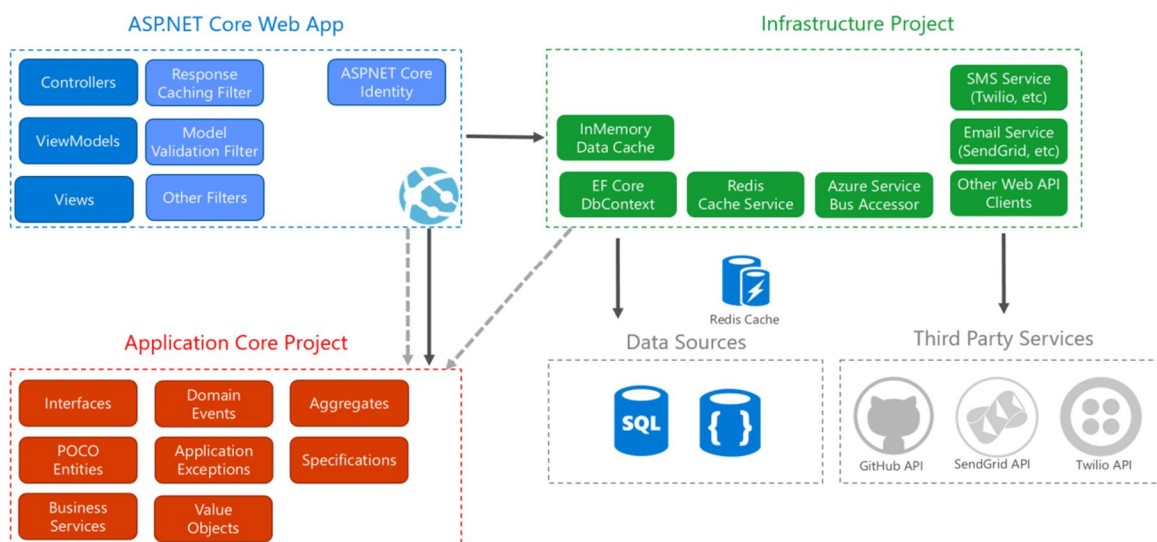 ASP.NET Core Web App
Controllers
Response
Caching Filter
ASPNET Core
Identity
ViewModels
Model
Validation Filter
Views
Other Filters
Infrastructure Project
SMS Service
(Twilio, etc)
InMemory
Data Cache
Email Service
(SendGrid, etc)
EF Core
DbContext
Redis
Cache Service
Azure Service
Bus Accessor
Other Web API
Clients
Redis Cache
Application Core Project
Interfaces
Domain
Events
Aggregates
POCO
Entities
Application
Exceptions
Specifications
Business
Services
Value
Objects
Data Sources
SQL
{ }
Third Party Services
GitHub API
SendGrid API
Twilio API